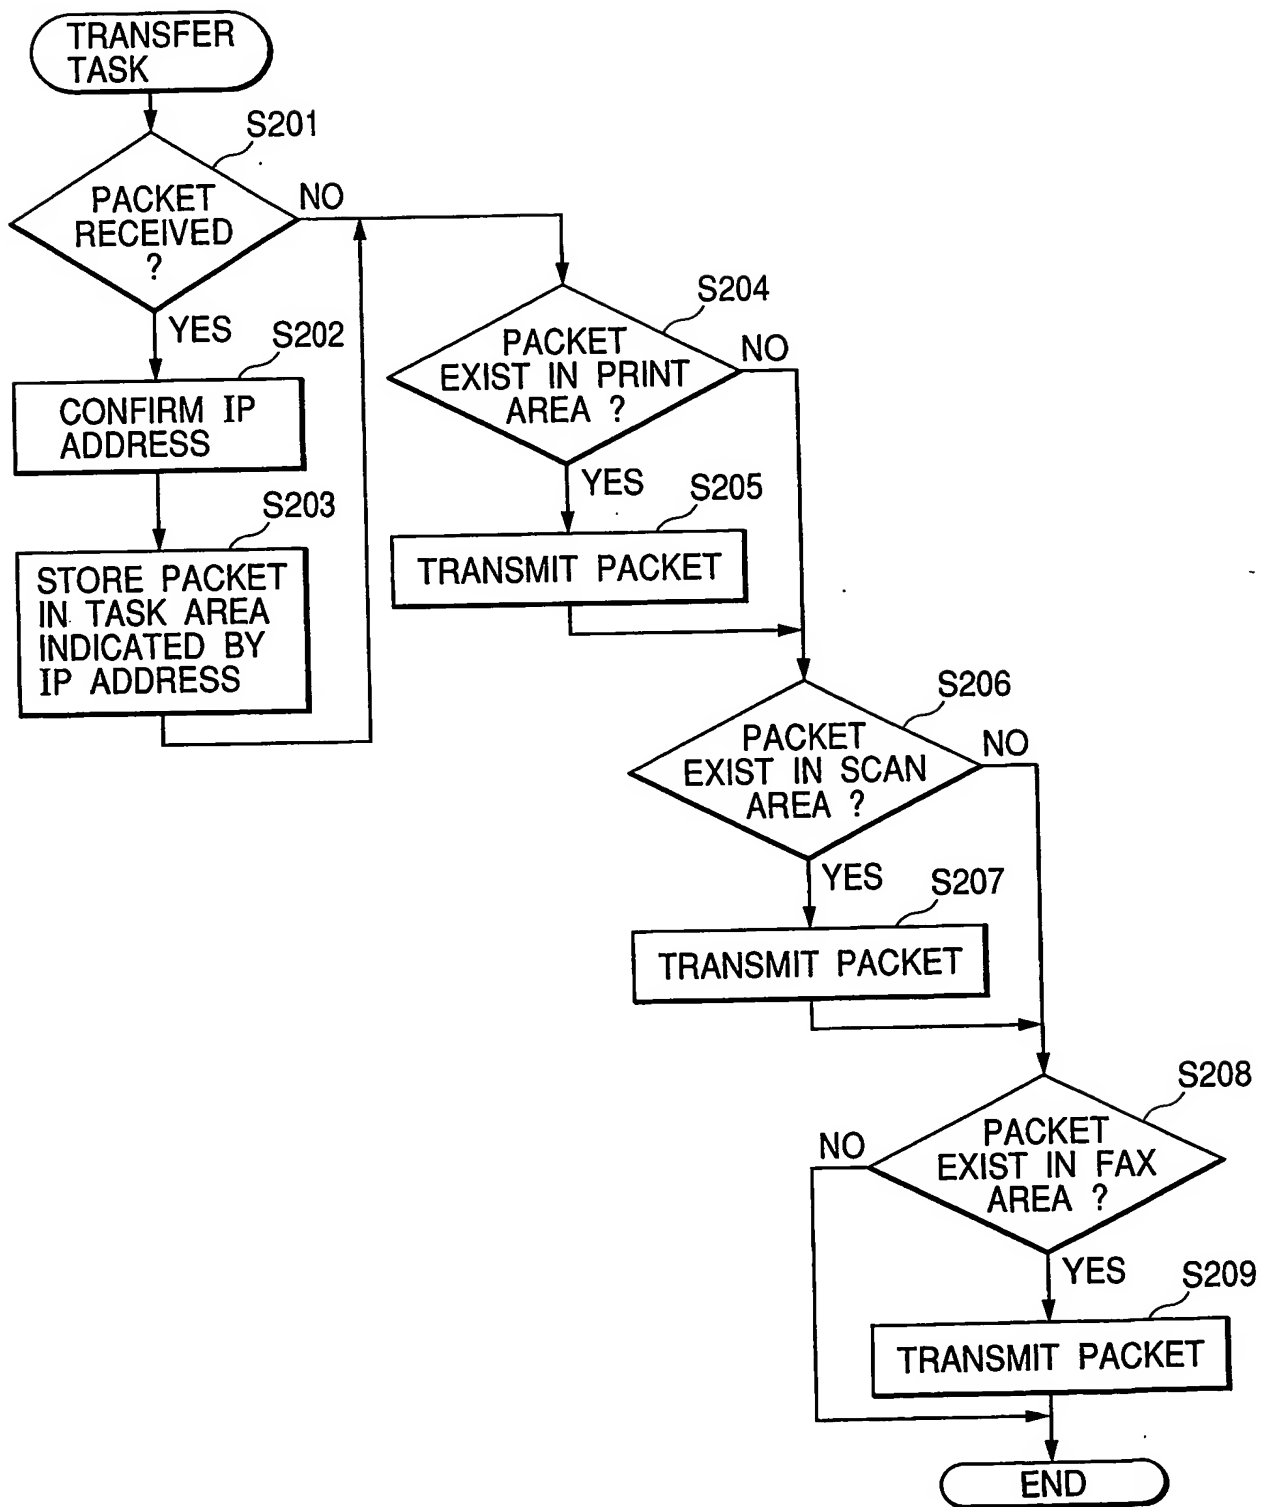 TRANSFER
TASK
S201
PACKET
RECEIVED
?
NO
YES
S202
CONFIRM IP
ADDRESS
S203
STORE PACKET
IN TASK AREA
INDICATED BY
IP ADDRESS
S204
PACKET
EXIST IN PRINT
AREA ?
NO
YES
S205
TRANSMIT PACKET
S206
PACKET
EXIST IN SCAN
AREA ?
NO
YES
S207
TRANSMIT PACKET
S208
PACKET
EXIST IN FAX
AREA ?
NO
YES
S209
TRANSMIT PACKET
END